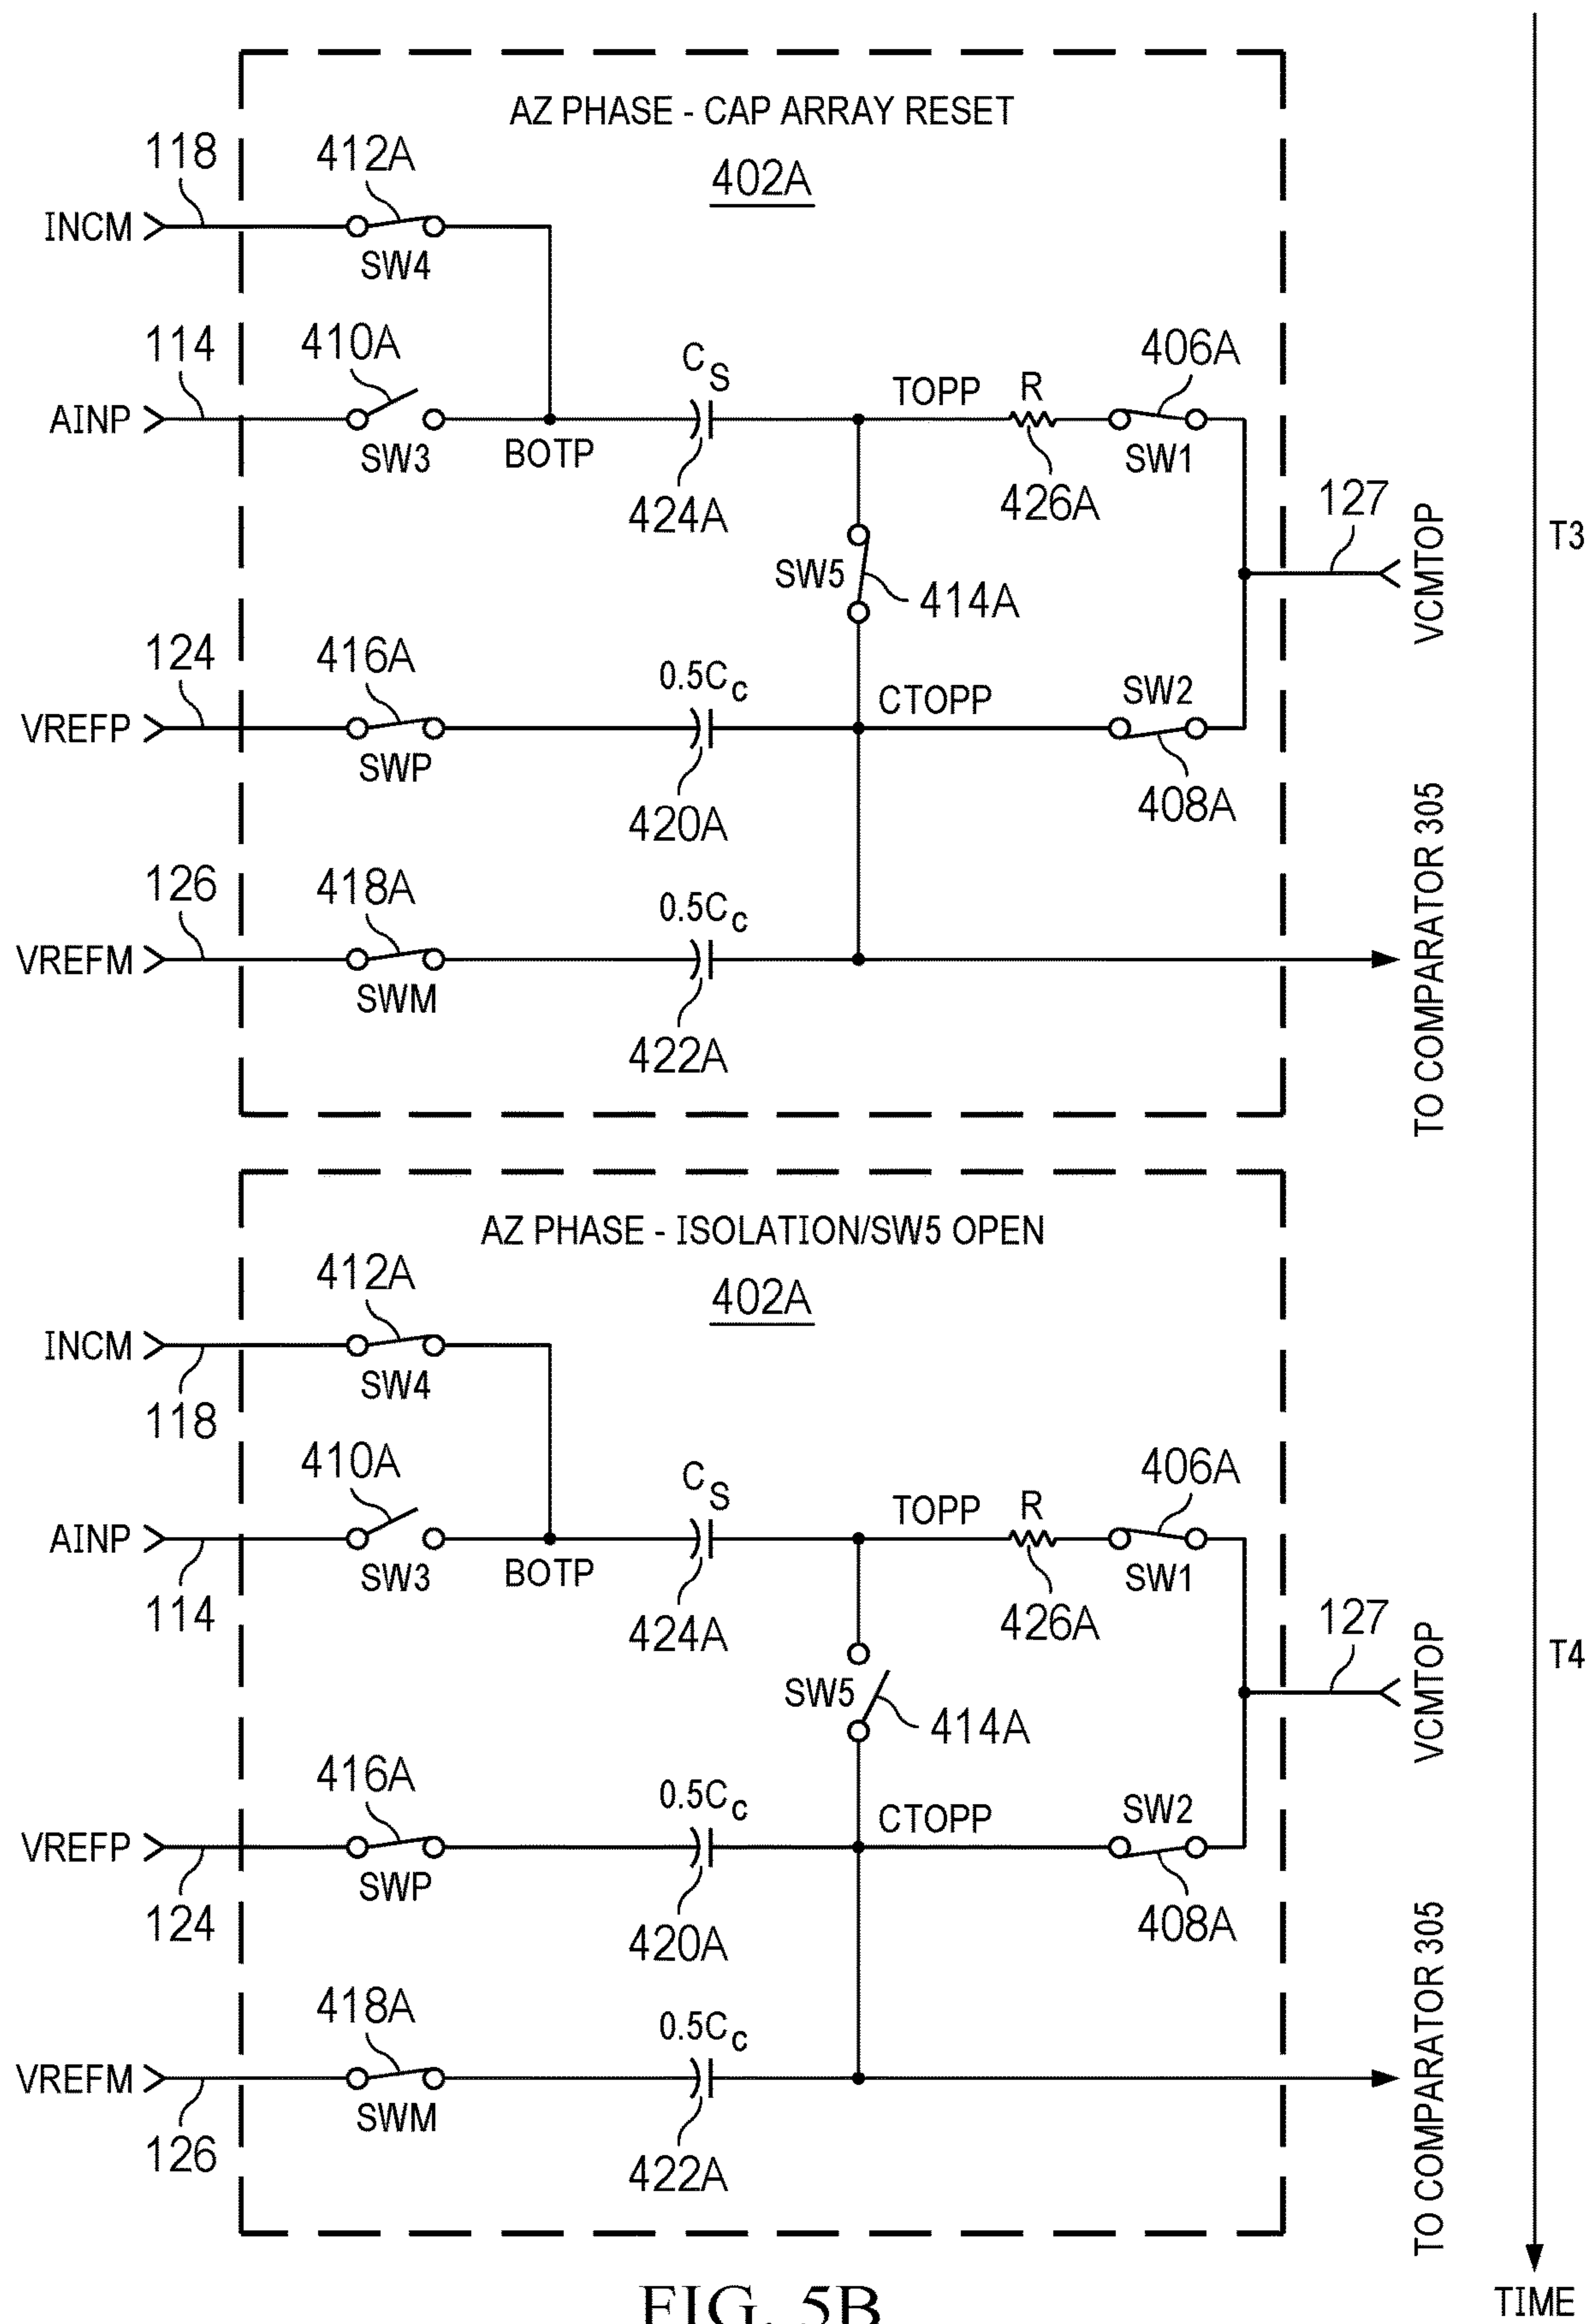 AZ PHASE - CAP ARRAY RESET
402A
118
412A
INCM
SW4
114
410A
CS
TOPP
R
406A
AINP
SW3
BOTP
424A
426A
SW1
127
VCMTOP
T3
SW5
414A
124
416A
0.5Cc
CTOPP
SW2
VREFP
SWP
420A
408A
126
418A
0.5Cc
VREFM
SWM
422A
TO COMPARATOR 305
AZ PHASE - ISOLATION/SW5 OPEN
402A
412A
INCM
SW4
118
410A
CS
TOPP
R
406A
AINP
SW3
BOTP
114
424A
426A
SW1
127
VCMTOP
T4
SW5
414A
416A
0.5Cc
CTOPP
SW2
VREFP
SWP
124
420A
408A
418A
0.5Cc
VREFM
SWM
126
422A
TO COMPARATOR 305
FIG. 5B
TIME